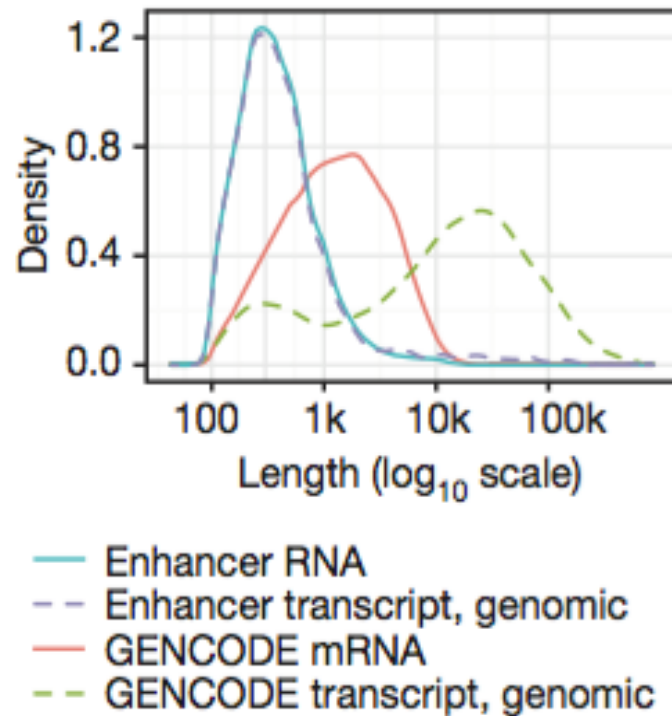 1.2
0.8
0.4
0.0
Density
100 1k 10k 100k
Length (log10 scale)
Enhancer RNA
Enhancer transcript, genomic
GENCODE mRNA
GENCODE transcript, genomic